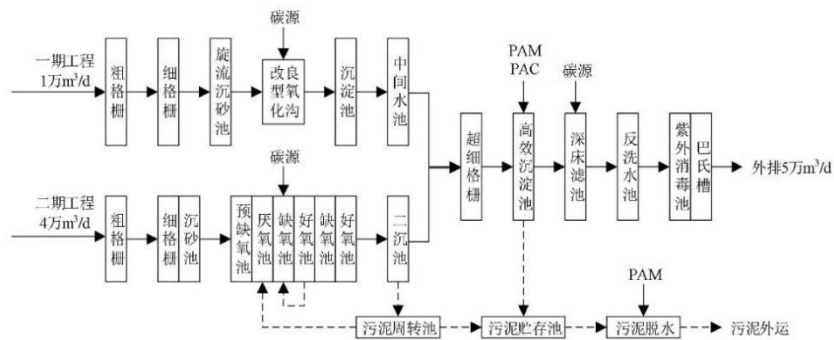 碳源
一期工程
1万m³/d
粗格栅
细格栅
旋流沉砂池
改良
型氧
化沟
沉淀池
中间水池
PAM
PAC
碳源
超细格栅
高效沉淀池
深床滤池
反洗水池
紫外消毒池
巴氏槽
外排5万m³/d
碳源
二期工程
4万m³/d
粗格栅
细格栅
沉砂池
预缺氧池
厌氧池
缺氧池
好氧池
缺氧池
好氧池
二沉池
PAM
污泥周转池
污泥贮存池
污泥脱水
污泥外运